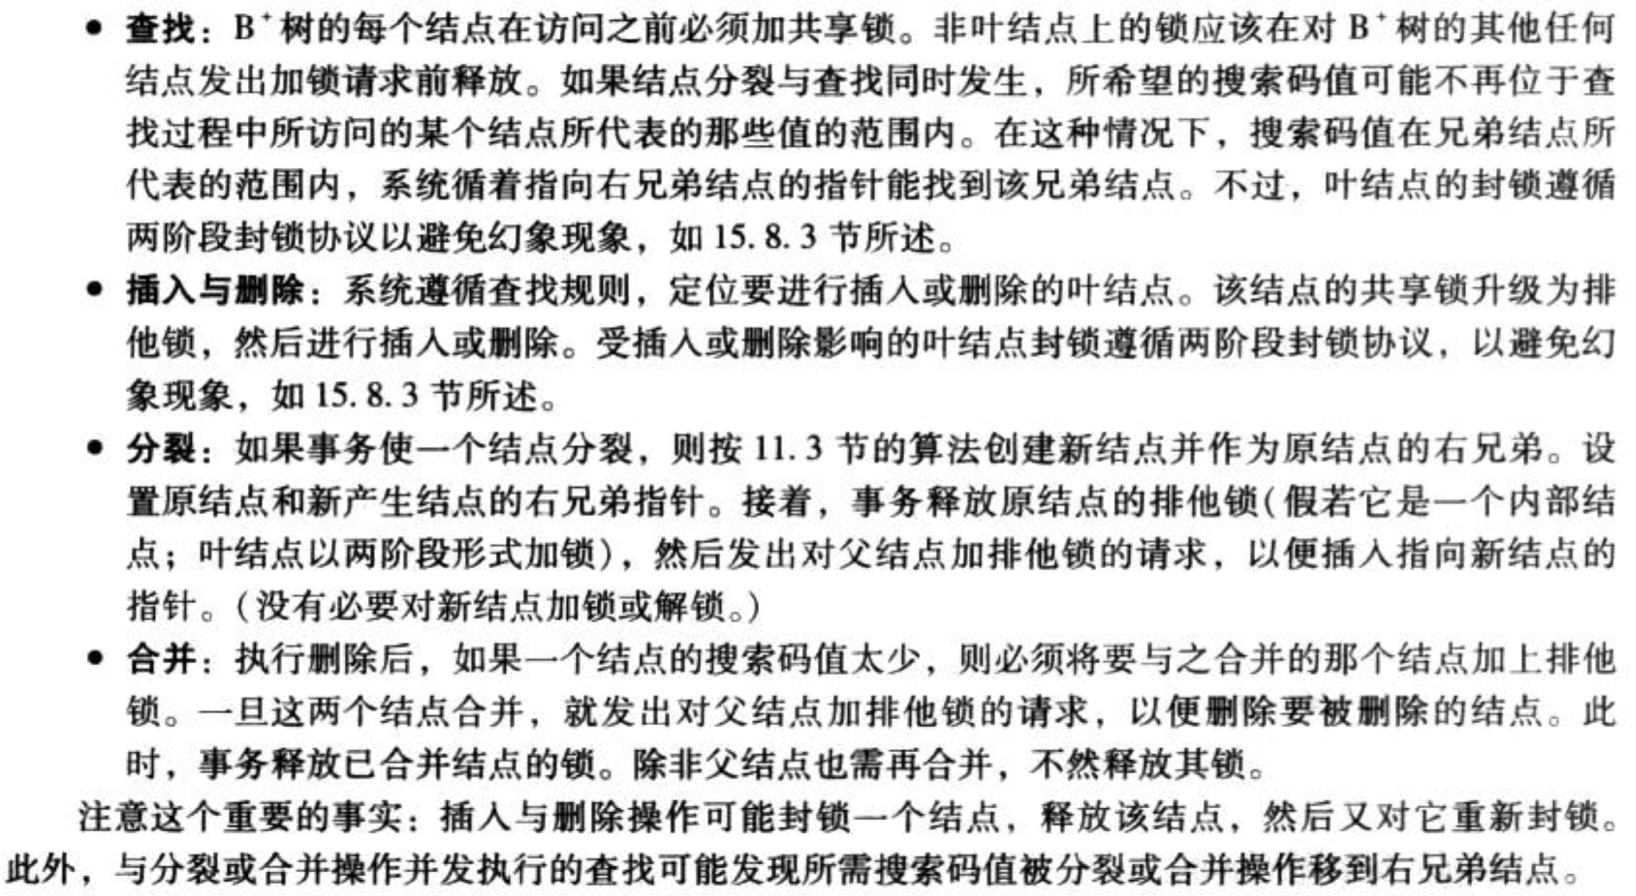 • 查找：B⁺树的每个结点在访问之前必须加共享锁。非叶结点上的锁应该在对 B⁺树的其他任何
结点发出加锁请求前释放。如果结点分裂与查找同时发生，所希望的搜索码值可能不再位于查
找过程中所访问的某个结点所代表的那些值的范围内。在这种情况下，搜索码值在兄弟结点所
代表的范围内，系统循着指向右兄弟结点的指针能找到该兄弟结点。不过，叶结点的封锁遵循
两阶段封锁协议以避免幻象现象，如 15.8.3 节所述。
• 插入与删除：系统遵循查找规则，定位要进行插入或删除的叶结点。该结点的共享锁升级为排
他锁，然后进行插入或删除。受插入或删除影响的叶结点封锁遵循两阶段封锁协议，以避免幻
象现象，如 15.8.3 节所述。
• 分裂：如果事务使一个结点分裂，则按 11.3 节的算法创建新结点并作为原结点的右兄弟。设
置原结点和新产生结点的右兄弟指针。接着，事务释放原结点的排他锁(假若它是一个内部结
点；叶结点以两阶段形式加锁)，然后发出对父结点加排他锁的请求，以便插入指向新结点的
指针。(没有必要对新结点加锁或解锁。)
• 合并：执行删除后，如果一个结点的搜索码值太少，则必须将要与之合并的那个结点加上排他
锁。一旦这两个结点合并，就发出对父结点加排他锁的请求，以便删除要被删除的结点。此
时，事务释放已合并结点的锁。除非父结点也需再合并，不然释放其锁。
注意这个重要的事实：插入与删除操作可能封锁一个结点，释放该结点，然后又对它重新封锁。
此外，与分裂或合并操作并发执行的查找可能发现所需搜索码值被分裂或合并操作移到右兄弟结点。